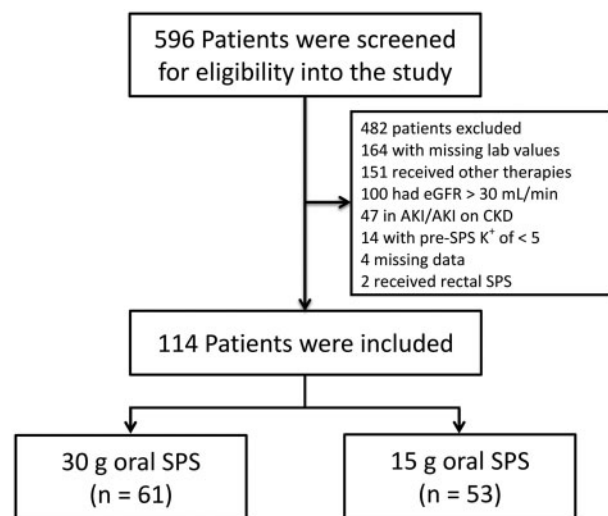 596 Patients were screened
for eligibility into the study
482 patients excluded
164 with missing lab values
151 received other therapies
100 had eGFR > 30 mL/min
47 in AKI/AKI on CKD
14 with pre-SPS K⁺ of < 5
4 missing data
2 received rectal SPS
114 Patients were included
30 g oral SPS
(n = 61)
15 g oral SPS
(n = 53)